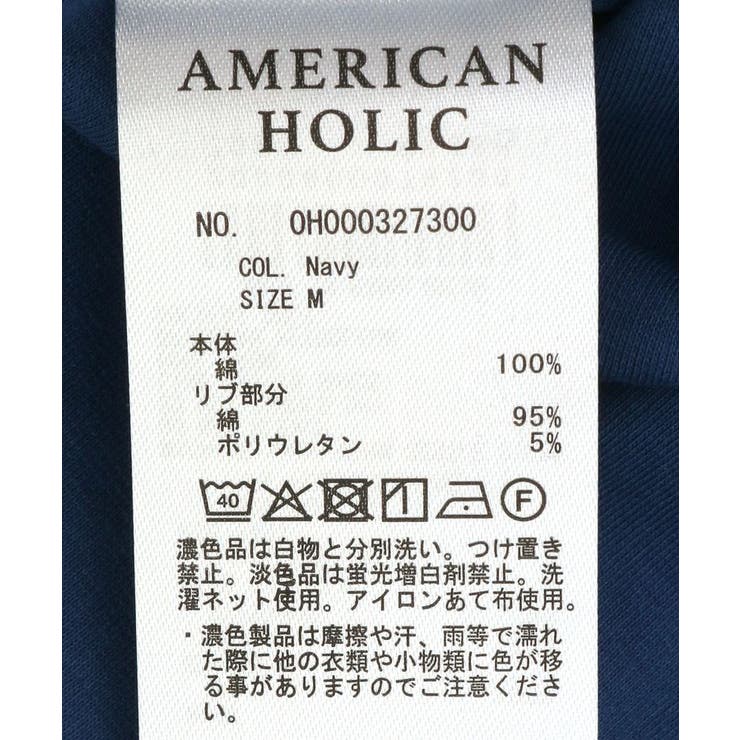 AMERICAN
HOLIC
NO. 0H000327300
COL. Navy
SIZE M
本体
綿 100%
リブ部分
綿 95%
ポリウレタン 5%
40 F
濃色品は白物と分別洗い。つけ置き
禁止。淡色品は蛍光増白剤禁止。洗
濯ネット使用。アイロンあて布使用。
・濃色製品は摩擦や汗、雨等で濡れ
た際に他の衣類や小物類に色が移
る事がありますのでご注意くださ
い。